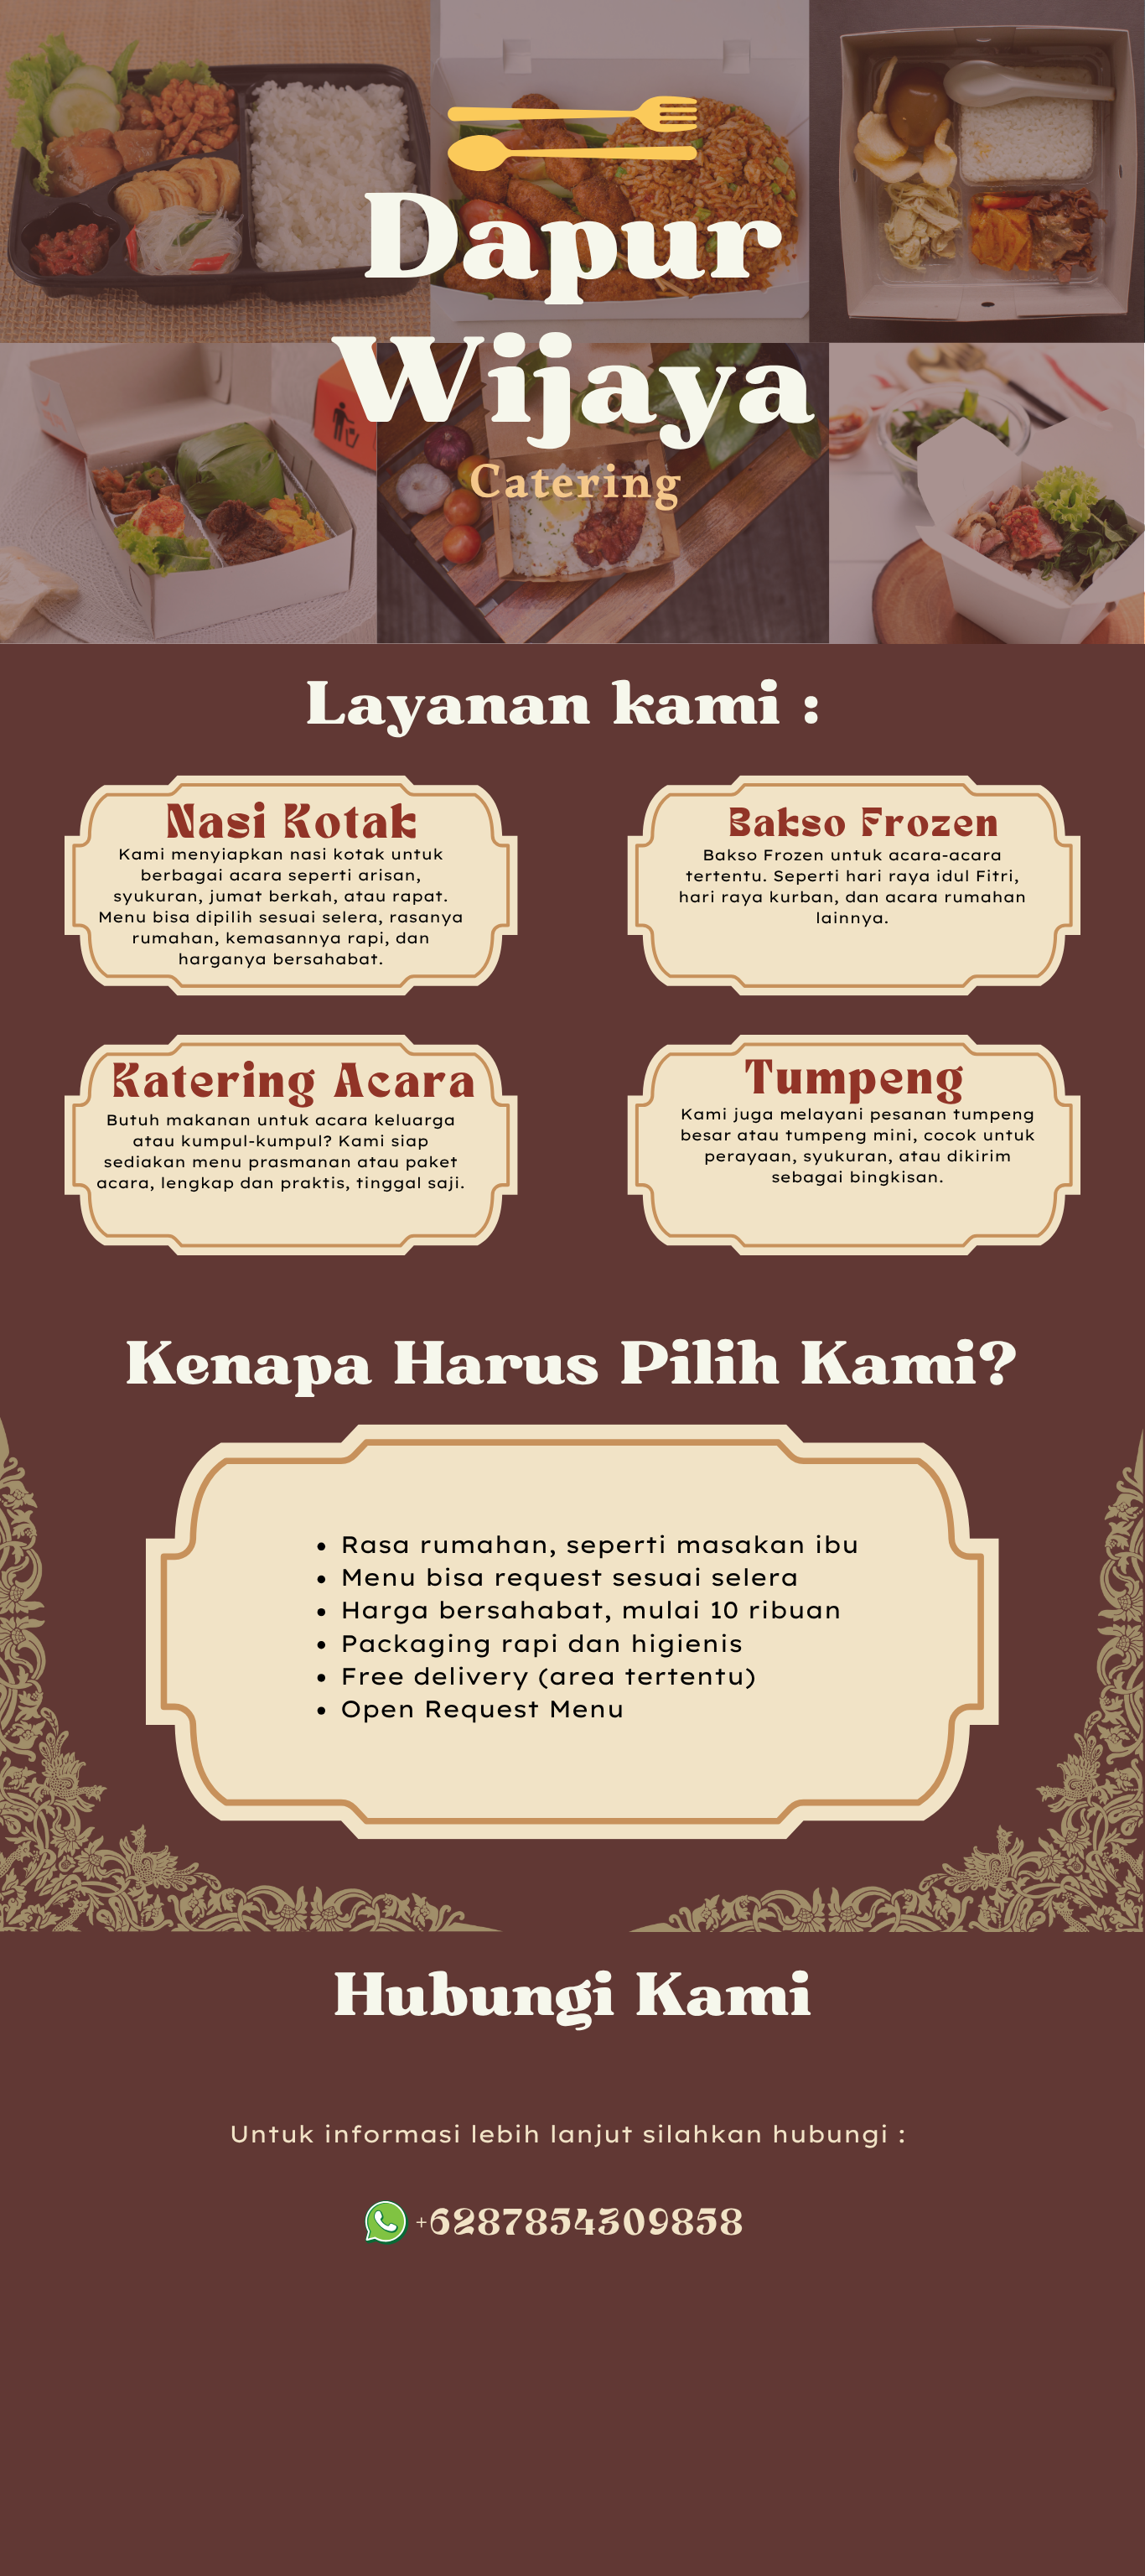 Dapur
Wijaya
Catering
Layanan kami :
Nasi Kotak
Kami menyiapkan nasi kotak untuk
berbagai acara seperti arisan,
syukuran, jumat berkah, atau rapat.
Menu bisa dipilih sesuai selera, rasanya
rumahan, kemasannya rapi, dan
harganya bersahabat.
Bakso Frozen
Bakso Frozen untuk acara-acara
tertentu. Seperti hari raya idul Fitri,
hari raya kurban, dan acara rumahan
lainnya.
Katering Acara
Butuh makanan untuk acara keluarga
atau kumpul-kumpul? Kami siap
sediakan menu prasmanan atau paket
acara, lengkap dan praktis, tinggal saji.
Tumpeng
Kami juga melayani pesanan tumpeng
besar atau tumpeng mini, cocok untuk
perayaan, syukuran, atau dikirim
sebagai bingkisan.
Kenapa Harus Pilih Kami?
• Rasa rumahan, seperti masakan ibu
• Menu bisa request sesuai selera
• Harga bersahabat, mulai 10 ribuan
• Packaging rapi dan higienis
• Free delivery (area tertentu)
• Open Request Menu
Hubungi Kami
Untuk informasi lebih lanjut silahkan hubungi :
+6287854309858